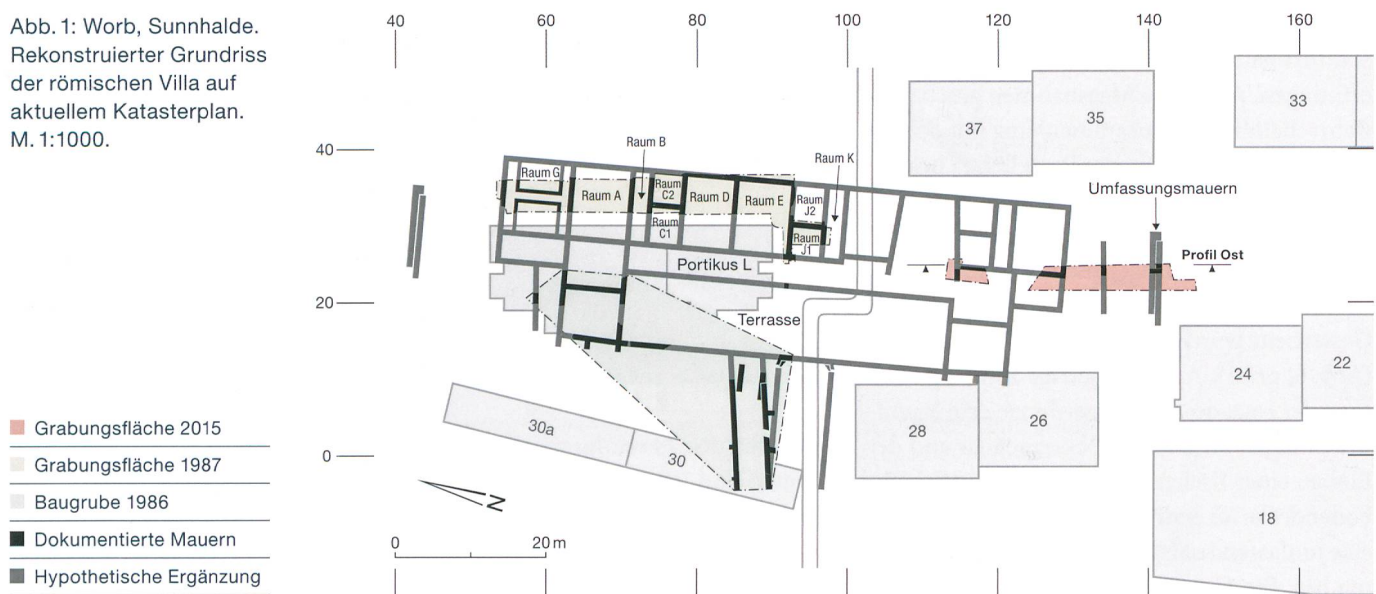 Abb. 1: Worb, Sunnhalde.
Rekonstruierter Grundriss
der römischen Villa auf
aktuellem Katasterplan.
M. 1:1000.
40
60
80
100
120
140
160
37
35
33
40
Raum B
Raum K
Raum G
Raum A
Raum
C2
Raum D
Raum E
Raum
J2
Umfassungsmauern
Raum
C1
Raum
J1
Portikus L
Profil Ost
20
Terrasse
24
22
30a
28
26
30
0
18
N
0
20 m
Grabungsfläche 2015
Grabungsfläche 1987
Baugrube 1986
Dokumentierte Mauern
Hypothetische Ergänzung